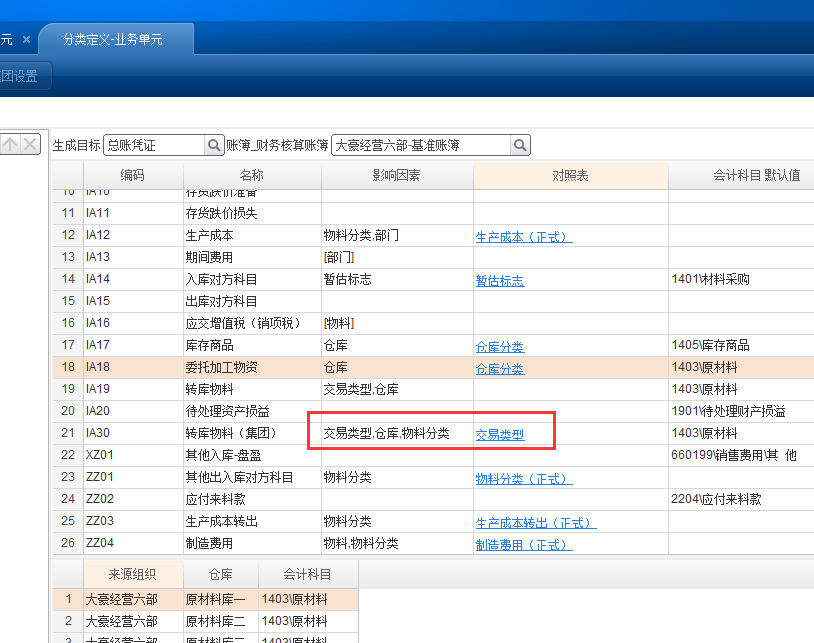 元 × 分类定义-业务单元
团设置
生成目标 总账凭证 账簿_财务核算账簿 大豪经营六部-基准账簿
编码 名称 影响因素 对照表 会计科目 默认值
10 IA10 存货跌价准备
11 IA11 存货跌价损失
12 IA12 生产成本 物料分类,部门 生产成本（正式）
13 IA13 期间费用 [部门]
14 IA14 入库对方科目 暂估标志 暂估标志 1401\材料采购
15 IA15 出库对方科目
16 IA16 应交增值税（销项税） [物料]
17 IA17 库存商品 仓库 仓库分类 1405\库存商品
18 IA18 委托加工物资 仓库 仓库分类 1403\原材料
19 IA19 转库物料 交易类型,仓库 1403\原材料
20 IA20 待处理资产损益 1901\待处理财产损溢
21 IA30 转库物料（集团） 交易类型,仓库,物料分类 交易类型 1403\原材料
22 XZ01 其他入库-盘盈 660199\销售费用\其 他
23 ZZ01 其他出入库对方科目 物料分类 物料分类（正式）
24 ZZ02 应付来料款 2204\应付来料款
25 ZZ03 生产成本转出 物料分类 生产成本转出（正式）
26 ZZ04 制造费用 物料,物料分类 制造费用（正式）
来源组织 仓库 会计科目
1 大豪经营六部 原材料库一 1403\原材料
2 大豪经营六部 原材料库二 1403\原材料
3 大豪经营六部 原材料库三 1403\原材料